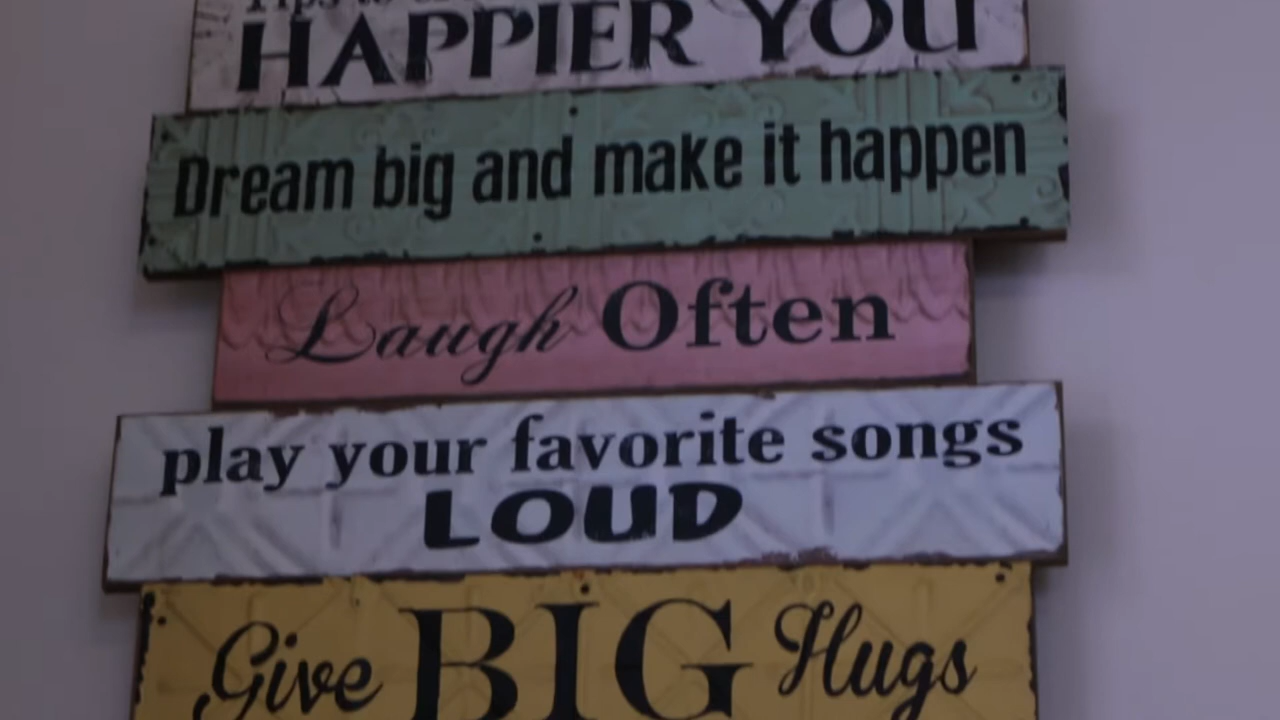 HAPPIER YOU
Dream big and make it happen
Laugh Often
play your favorite songs
LOUD
Give BIG Hugs